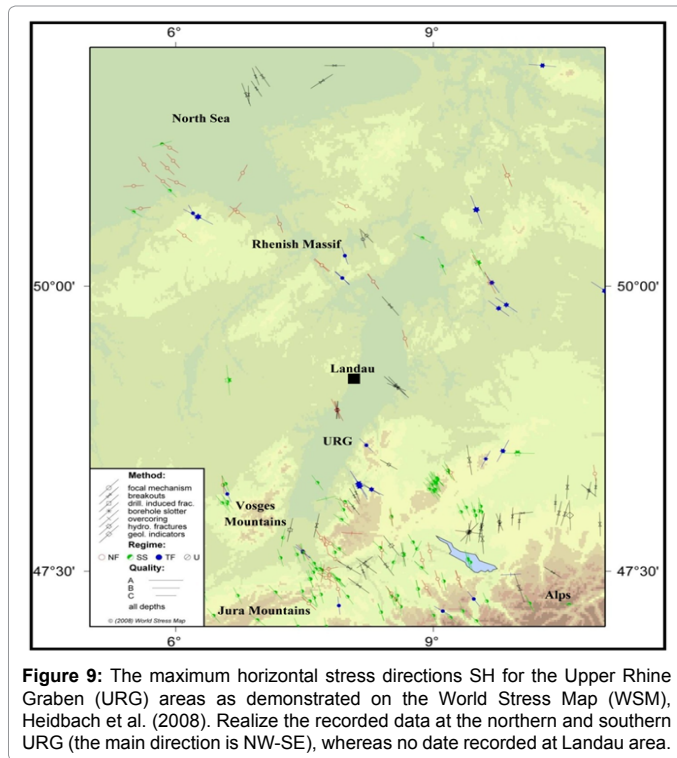 6°
9°
North Sea
Rhenish Massif
50°00'
50°00'
Landau
URG
Vosges
Mountains
Method:
focal mechanism
breakouts
drill. induced frac.
borehole slotter
overcoring
hydro. fractures
geol. indicators
Regime:
NF SS TF U
Quality:
A
B
C
all depths
© (2008) World Stress Map
47°30'
47°30'
Jura Mountains
Alps
6°
9°
Figure 9: The maximum horizontal stress directions SH for the Upper Rhine
Graben (URG) areas as demonstrated on the World Stress Map (WSM),
Heidbach et al. (2008). Realize the recorded data at the northern and southern
URG (the main direction is NW-SE), whereas no date recorded at Landau area.